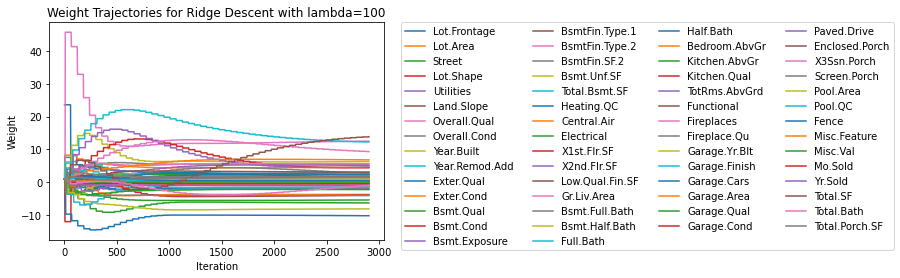 Weight Trajectories for Ridge Descent with lambda=100
Weight
40
30
20
10
0
−10
0
500
1000
1500
2000
2500
3000
Iteration
Lot.Frontage
Lot.Area
Street
Lot.Shape
Utilities
Land.Slope
Overall.Qual
Overall.Cond
Year.Built
Year.Remod.Add
Exter.Qual
Exter.Cond
Bsmt.Qual
Bsmt.Cond
Bsmt.Exposure
BsmtFin.Type.1
BsmtFin.Type.2
BsmtFin.SF.2
Bsmt.Unf.SF
Total.Bsmt.SF
Heating.QC
Central.Air
Electrical
X1st.Flr.SF
X2nd.Flr.SF
Low.Qual.Fin.SF
Gr.Liv.Area
Bsmt.Full.Bath
Bsmt.Half.Bath
Full.Bath
Half.Bath
Bedroom.AbvGr
Kitchen.AbvGr
Kitchen.Qual
TotRms.AbvGrd
Functional
Fireplaces
Fireplace.Qu
Garage.Yr.Blt
Garage.Finish
Garage.Cars
Garage.Area
Garage.Qual
Garage.Cond
Paved.Drive
Enclosed.Porch
X3Ssn.Porch
Screen.Porch
Pool.Area
Pool.QC
Fence
Misc.Feature
Misc.Val
Mo.Sold
Yr.Sold
Total.SF
Total.Bath
Total.Porch.SF